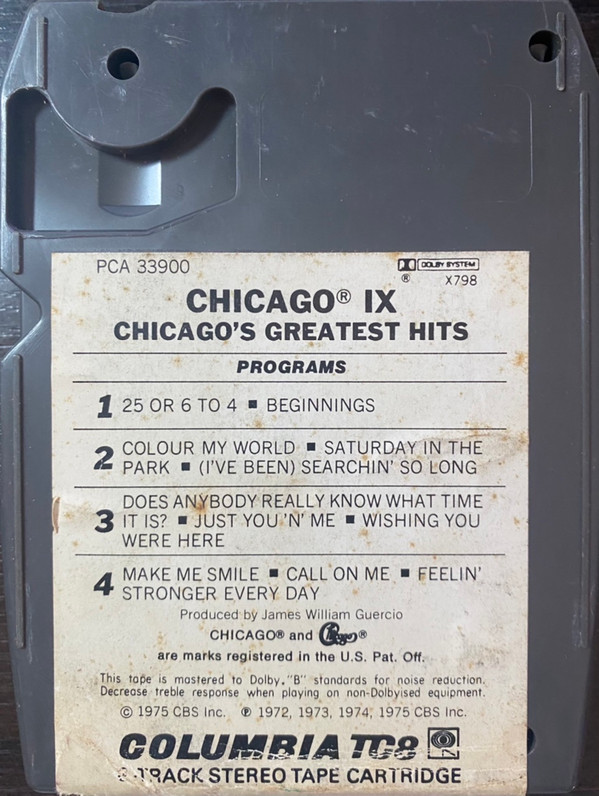 PCA 33900
DOLBY SYSTEM
® X798
CHICAGO® IX
CHICAGO'S GREATEST HITS
PROGRAMS
1 25 OR 6 TO 4 ■ BEGINNINGS
2 COLOUR MY WORLD ■ SATURDAY IN THE
PARK ■ (I'VE BEEN) SEARCHIN' SO LONG
3 DOES ANYBODY REALLY KNOW WHAT TIME
IT IS? ■ JUST YOU 'N' ME ■ WISHING YOU
WERE HERE
4 MAKE ME SMILE ■ CALL ON ME ■ FEELIN'
STRONGER EVERY DAY
Produced by James William Guercio
CHICAGO® and Chicago®
are marks registered in the U.S. Pat. Off.
This tape is mastered to Dolby, "B" standards for noise reduction.
Decrease treble response when playing on non-Dolbyised equipment.
© 1975 CBS Inc. ℗ 1972, 1973, 1974, 1975 CBS Inc.
COLUMBIA TC8
8-TRACK STEREO TAPE CARTRIDGE